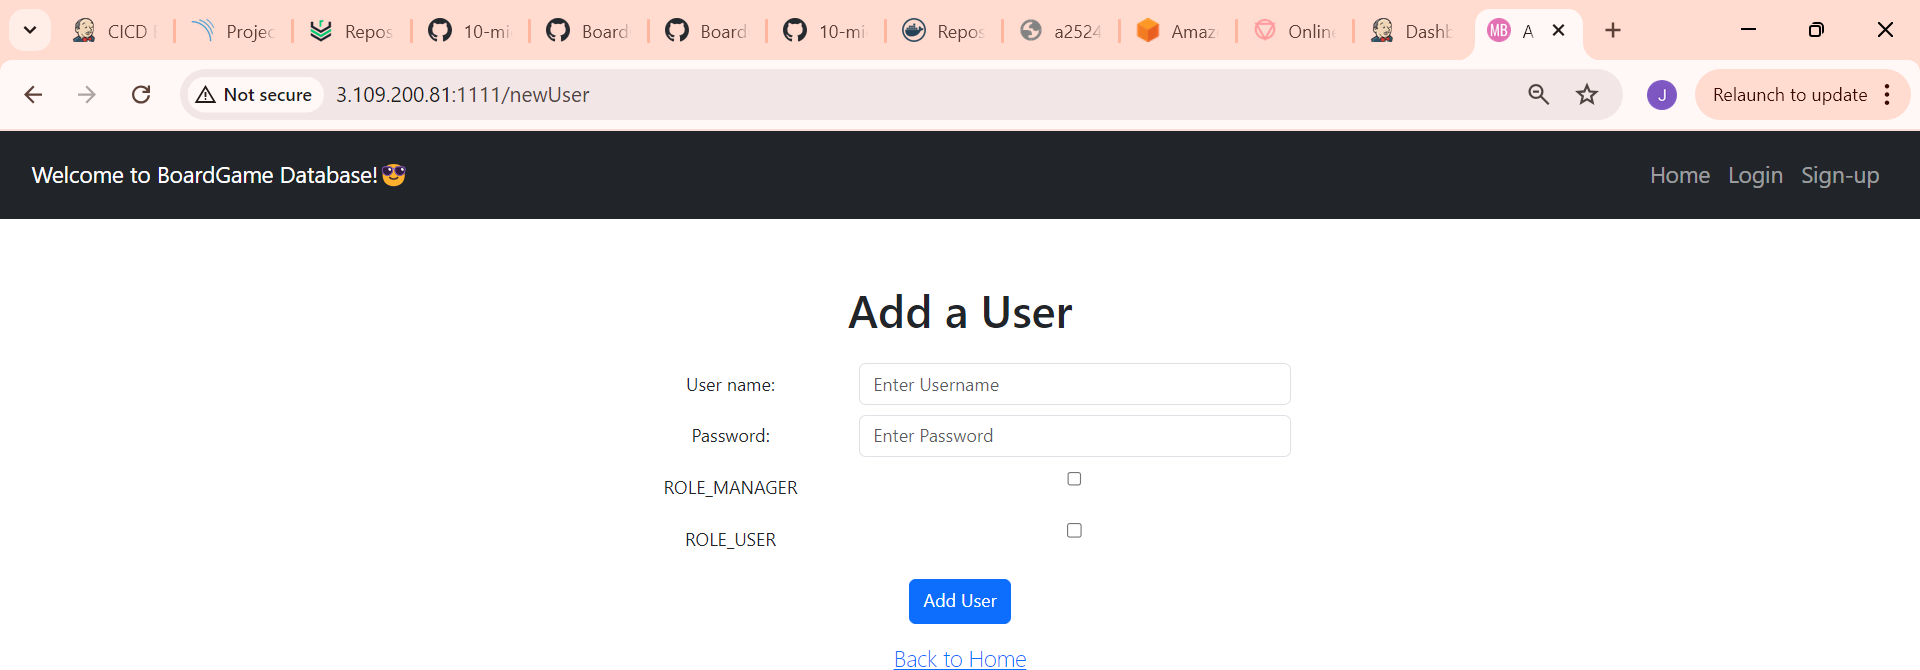 CICD
Projec
Repos
10-mi
Board
Board
10-mi
Repos
a2524
Amaz
Onlin
Dashb
MB A
Not secure 3.109.200.81:1111/newUser
J
Relaunch to update
Welcome to BoardGame Database!😎
Home Login Sign-up
Add a User
User name: Enter Username
Password: Enter Password
ROLE_MANAGER
ROLE_USER
Add User
Back to Home